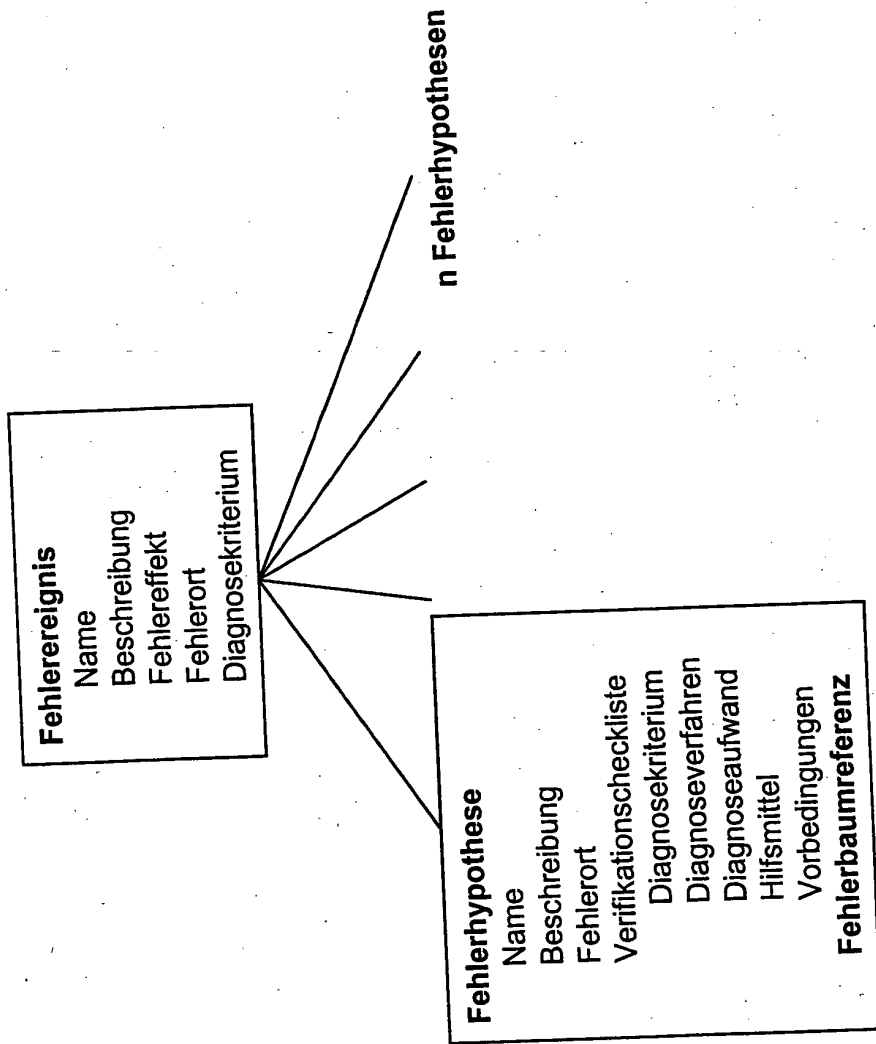 Fehlerereignis
Name
Beschreibung
Fehlereffekt
Fehlerort
Diagnosekriterium
n Fehlerhypothesen
Fehlerhypothese
Name
Beschreibung
Fehlerort
Verifikationscheckliste
Diagnosekriterium
Diagnoseverfahren
Diagnoseaufwand
Hilfsmittel
Vorbedingungen
Fehlerbaumreferenz